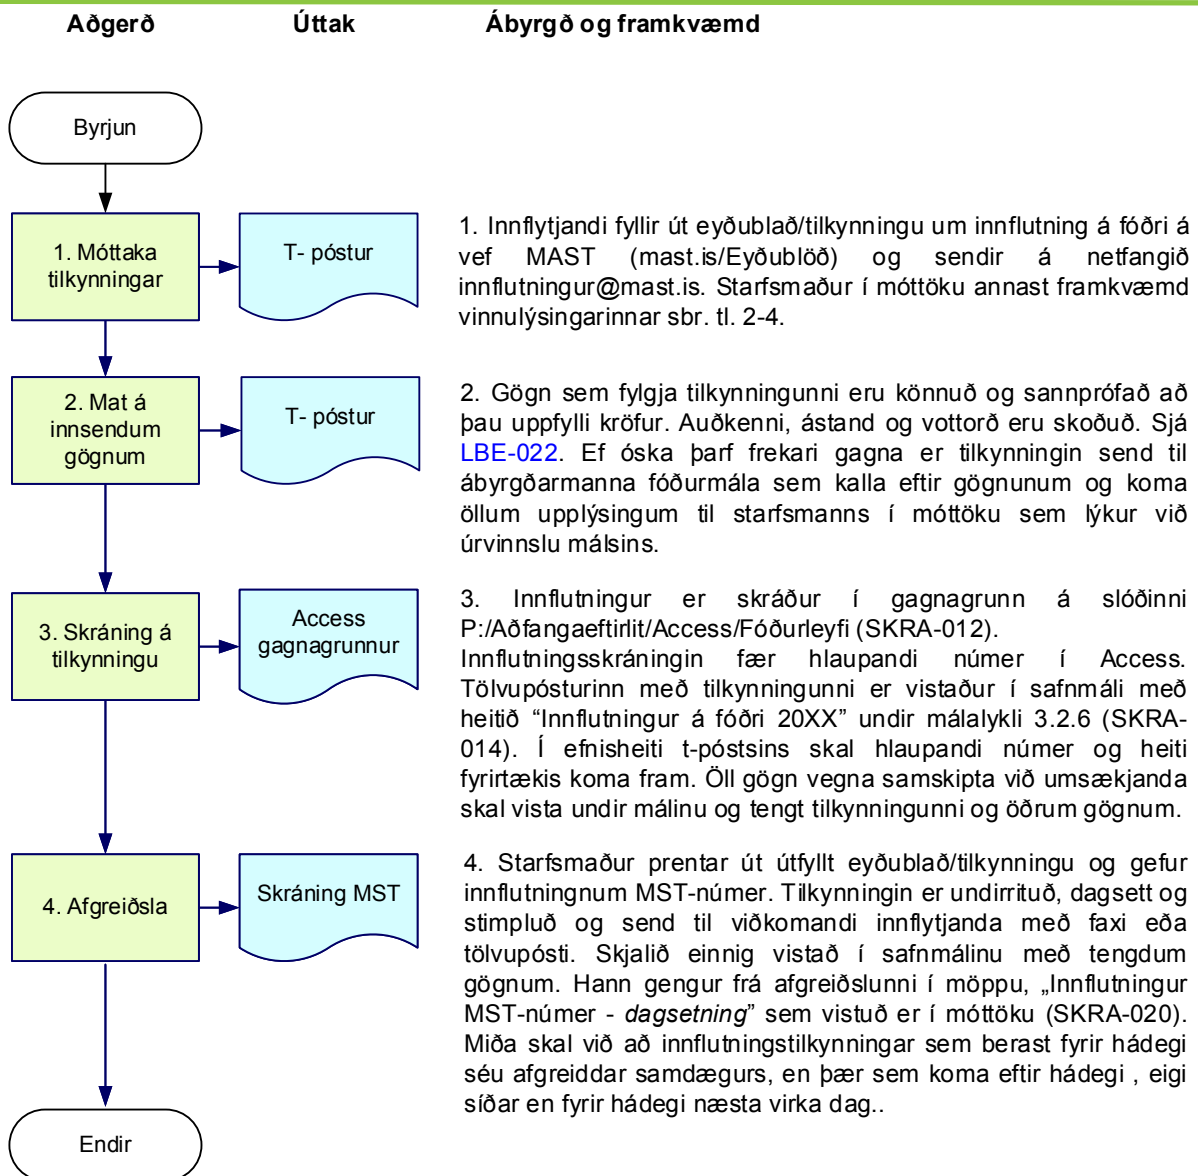 Aðgerð Úttak Ábyrgð og framkvæmd
Byrjun
1. Móttaka
tilkynningar
T- póstur
1. Innflytjandi fyllir út eyðublað/tilkynningu um innflutning á fóðri á
vef MAST (mast.is/Eyðublöð) og sendir á netfangið
innflutningur@mast.is. Starfsmaður í móttöku annast framkvæmd
vinnulýsingarinnar sbr. tl. 2-4.
2. Mat á
innsendum
gögnum
T- póstur
2. Gögn sem fylgja tilkynningunni eru könnuð og sannprófað að
þau uppfylli kröfur. Auðkenni, ástand og vottorð eru skoðuð. Sjá
LBE-022. Ef óska þarf frekari gagna er tilkynningin send til
ábyrgðarmanna fóðurmála sem kalla eftir gögnunum og koma
öllum upplýsingum til starfsmanns í móttöku sem lýkur við
úrvinnslu málsins.
3. Skráning á
tilkynningu
Access
gagnagrunnur
3. Innflutningur er skráður í gagnagrunn á slóðinni
P:/Aðfangaeftirlit/Access/Fóðurleyfi (SKRA-012).
Innflutningsskráningin fær hlaupandi númer í Access.
Tölvupósturinn með tilkynningunni er vistaður í safnmáli með
heitið “Innflutningur á fóðri 20XX” undir málalykli 3.2.6 (SKRA-
014). Í efnisheiti t-póstsins skal hlaupandi númer og heiti
fyrirtækis koma fram. Öll gögn vegna samskipta við umsækjanda
skal vista undir málinu og tengt tilkynningunni og öðrum gögnum.
4. Afgreiðsla
Skráning MST
4. Starfsmaður prentar út útfyllt eyðublað/tilkynningu og gefur
innflutningnum MST-númer. Tilkynningin er undirrituð, dagsett og
stimpluð og send til viðkomandi innflytjanda með faxi eða
tölvupósti. Skjalið einnig vistað í safnmálinu með tengdum
gögnum. Hann gengur frá afgreiðslunni í möppu, „Innflutningur
MST-númer - dagsetning” sem vistuð er í móttöku (SKRA-020).
Miða skal við að innflutningstilkynningar sem berast fyrir hádegi
séu afgreiddar samdægurs, en þær sem koma eftir hádegi , eigi
síðar en fyrir hádegi næsta virka dag..
Endir